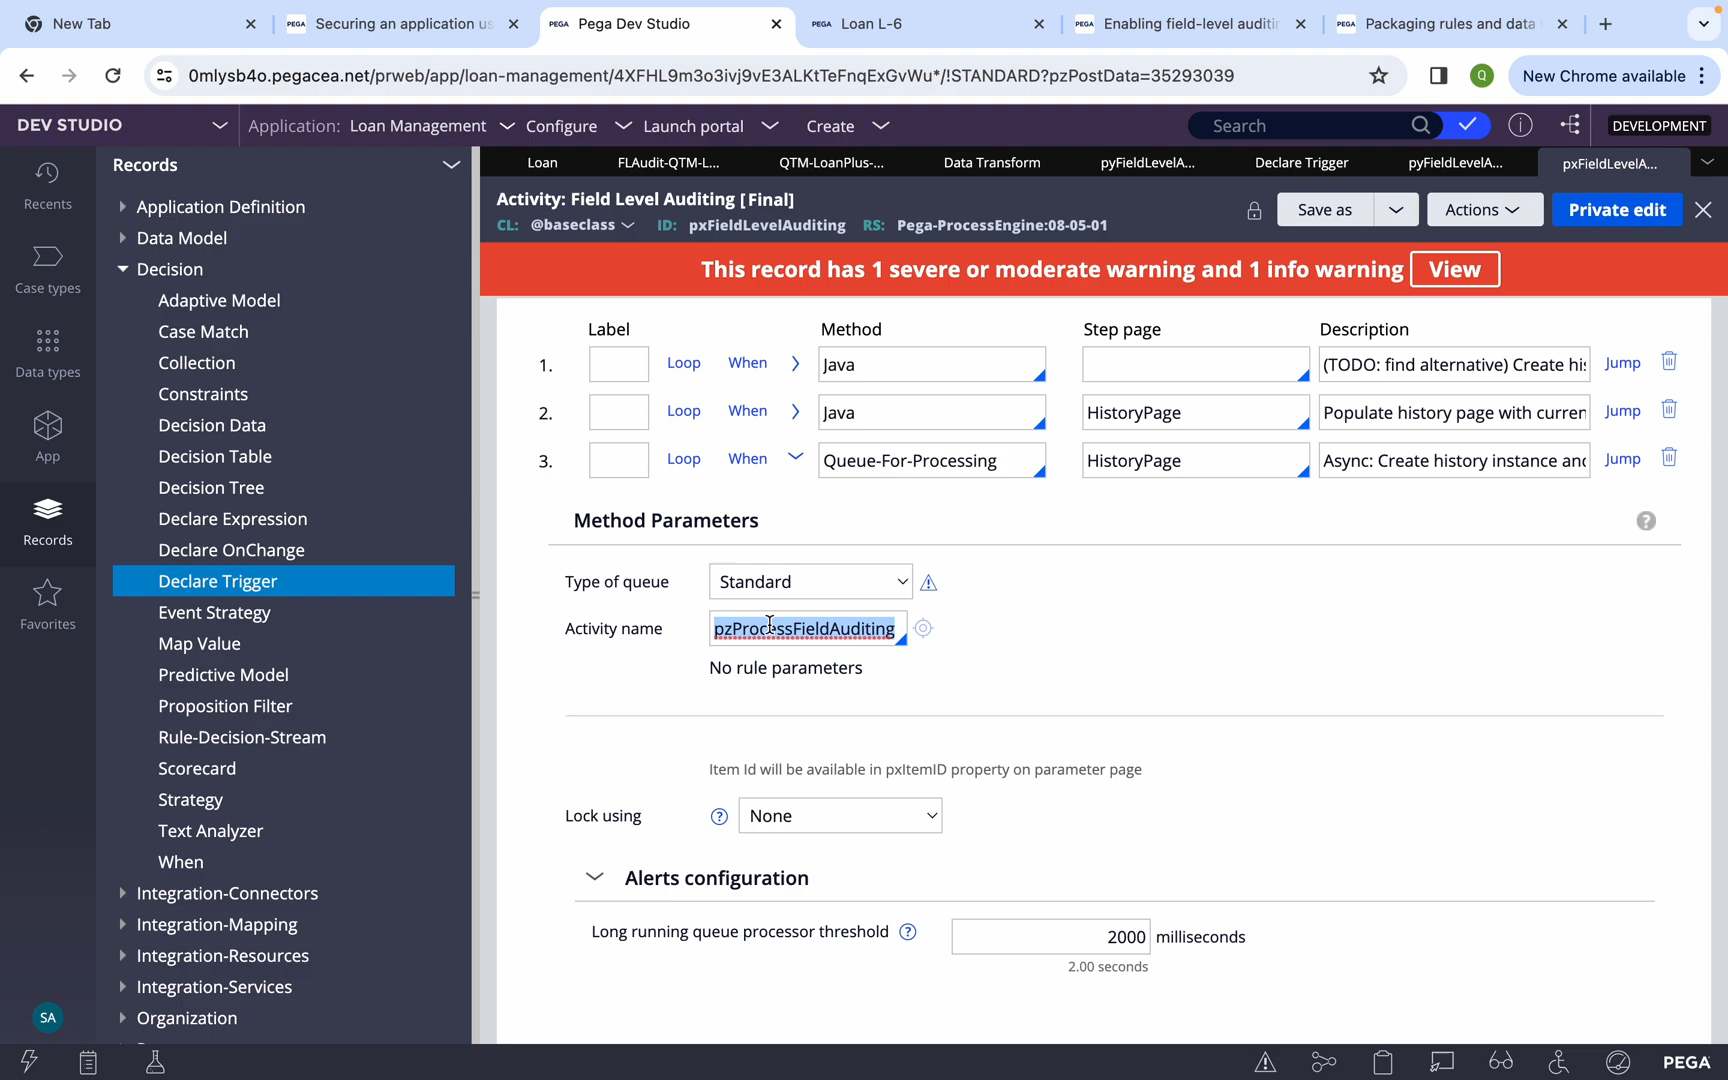 New Tab
PEGA Securing an application us
PEGA Pega Dev Studio
PEGA Loan L-6
PEGA Enabling field-level auditin
PEGA Packaging rules and data
0mlysb4o.pegacea.net/prweb/app/loan-management/4XFHL9m3o3ivj9vE3ALKtTeFnqExGvWu*/!STANDARD?pzPostData=35293039
Q
New Chrome available
DEV STUDIO
Application: Loan Management
Configure
Launch portal
Create
Search
DEVELOPMENT
Recents
Case types
Data types
App
Records
Favorites
SA
Records
Application Definition
Data Model
Decision
Adaptive Model
Case Match
Collection
Constraints
Decision Data
Decision Table
Decision Tree
Declare Expression
Declare OnChange
Declare Trigger
Event Strategy
Map Value
Predictive Model
Proposition Filter
Rule-Decision-Stream
Scorecard
Strategy
Text Analyzer
When
Integration-Connectors
Integration-Mapping
Integration-Resources
Integration-Services
Organization
Loan
FLAudit-QTM-L...
QTM-LoanPlus-...
Data Transform
pyFieldLevelA...
Declare Trigger
pyFieldLevelA...
pxFieldLevelA...
Activity: Field Level Auditing [Final]
CL: @baseclass ID: pxFieldLevelAuditing RS: Pega-ProcessEngine:08-05-01
Save as
Actions
Private edit
This record has 1 severe or moderate warning and 1 info warning View
Label Method Step page Description
1. Loop When Java (TODO: find alternative) Create his Jump
2. Loop When Java HistoryPage Populate history page with curren Jump
3. Loop When Queue-For-Processing HistoryPage Async: Create history instance and Jump
Method Parameters
Type of queue Standard
Activity name pzProcessFieldAuditing
No rule parameters
Item Id will be available in pxItemID property on parameter page
Lock using None
Alerts configuration
Long running queue processor threshold 2000 milliseconds
2.00 seconds
PEGA